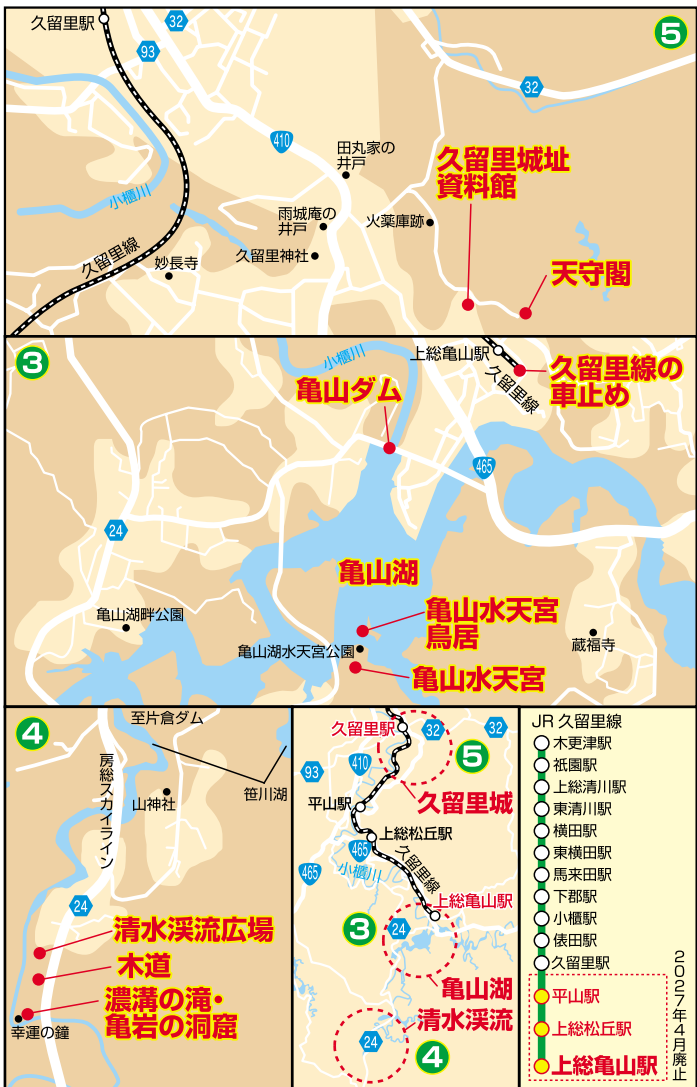 久留里駅
32
93
5
32
410
田丸家の
井戸
久留里城址
資料館
小櫃川
雨城庵の
井戸
火薬庫跡
久留里神社
久留里線
妙長寺
天守閣
3
小櫃川
上総亀山駅
久留里線
久留里線の
車止め
亀山ダム
465
24
亀山湖
亀山湖畔公園
亀山水天宮
鳥居
亀山湖水天宮公園
蔵福寺
亀山水天宮
4
至片倉ダム
房総スカイライン
笹川湖
山神社
24
清水渓流広場
木道
濃溝の滝・
亀岩の洞窟
幸運の鐘
久留里駅
32
32
410
5
93
久留里城
平山駅
上総松丘駅
465
久留里線
465
小櫃川
上総亀山駅
3
24
亀山湖
清水渓流
24
4
JR 久留里線
木更津駅
祇園駅
上総清川駅
東清川駅
横田駅
東横田駅
馬来田駅
下郡駅
小櫃駅
俵田駅
久留里駅
平山駅
上総松丘駅
上総亀山駅
2027年4月廃止